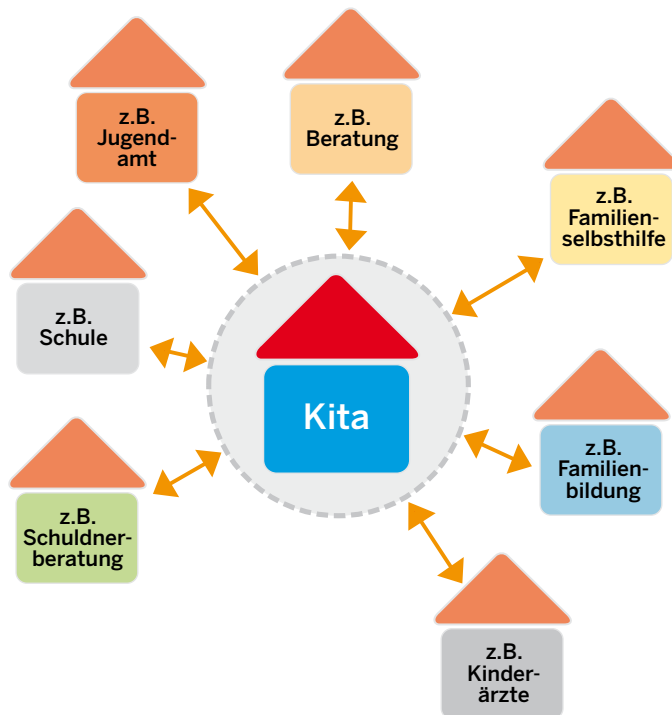 z.B.
Jugend-
amt
z.B.
Beratung
z.B.
Familien-
selbsthilfe
z.B.
Schule
Kita
z.B.
Familien-
bildung
z.B.
Schuldner-
beratung
z.B.
Kinder-
ärzte